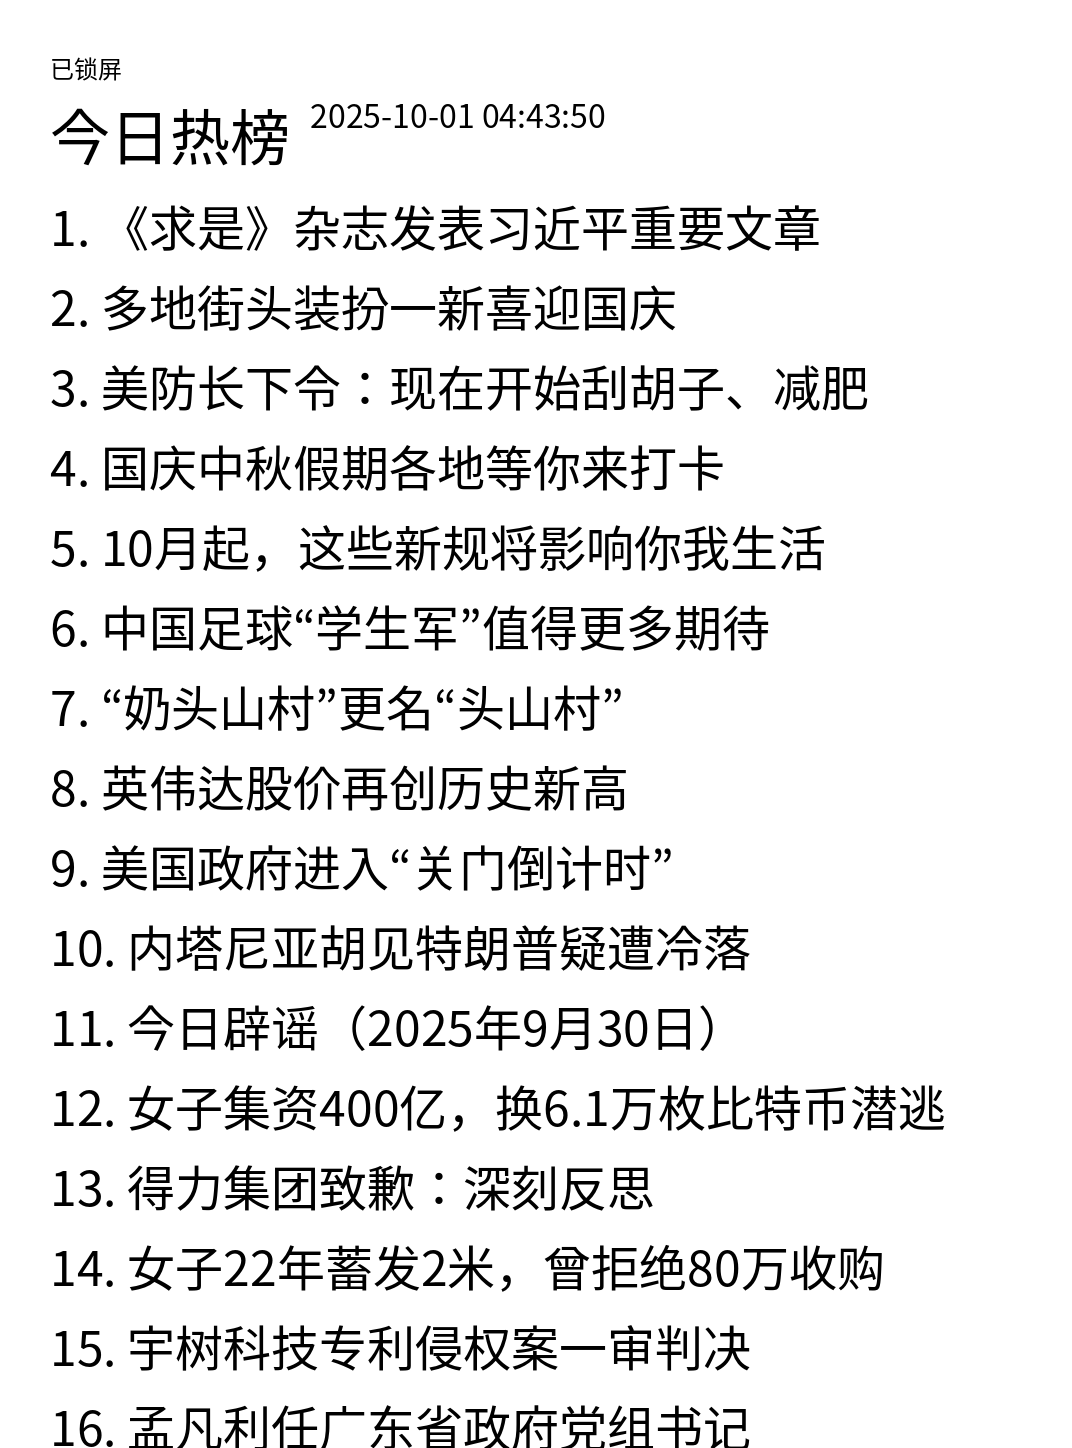 已锁屏
今日热榜 2025-10-01 04:43:50
1. 《求是》杂志发表习近平重要文章
2. 多地街头装扮一新喜迎国庆
3. 美防长下令：现在开始刮胡子、减肥
4. 国庆中秋假期各地等你来打卡
5. 10月起，这些新规将影响你我生活
6. 中国足球“学生军”值得更多期待
7. “奶头山村”更名“头山村”
8. 英伟达股价再创历史新高
9. 美国政府进入“关门倒计时”
10. 内塔尼亚胡见特朗普疑遭冷落
11. 今日辟谣（2025年9月30日）
12. 女子集资400亿，换6.1万枚比特币潜逃
13. 得力集团致歉：深刻反思
14. 女子22年蓄发2米，曾拒绝80万收购
15. 宇树科技专利侵权案一审判决
16. 孟凡利任广东省政府党组书记